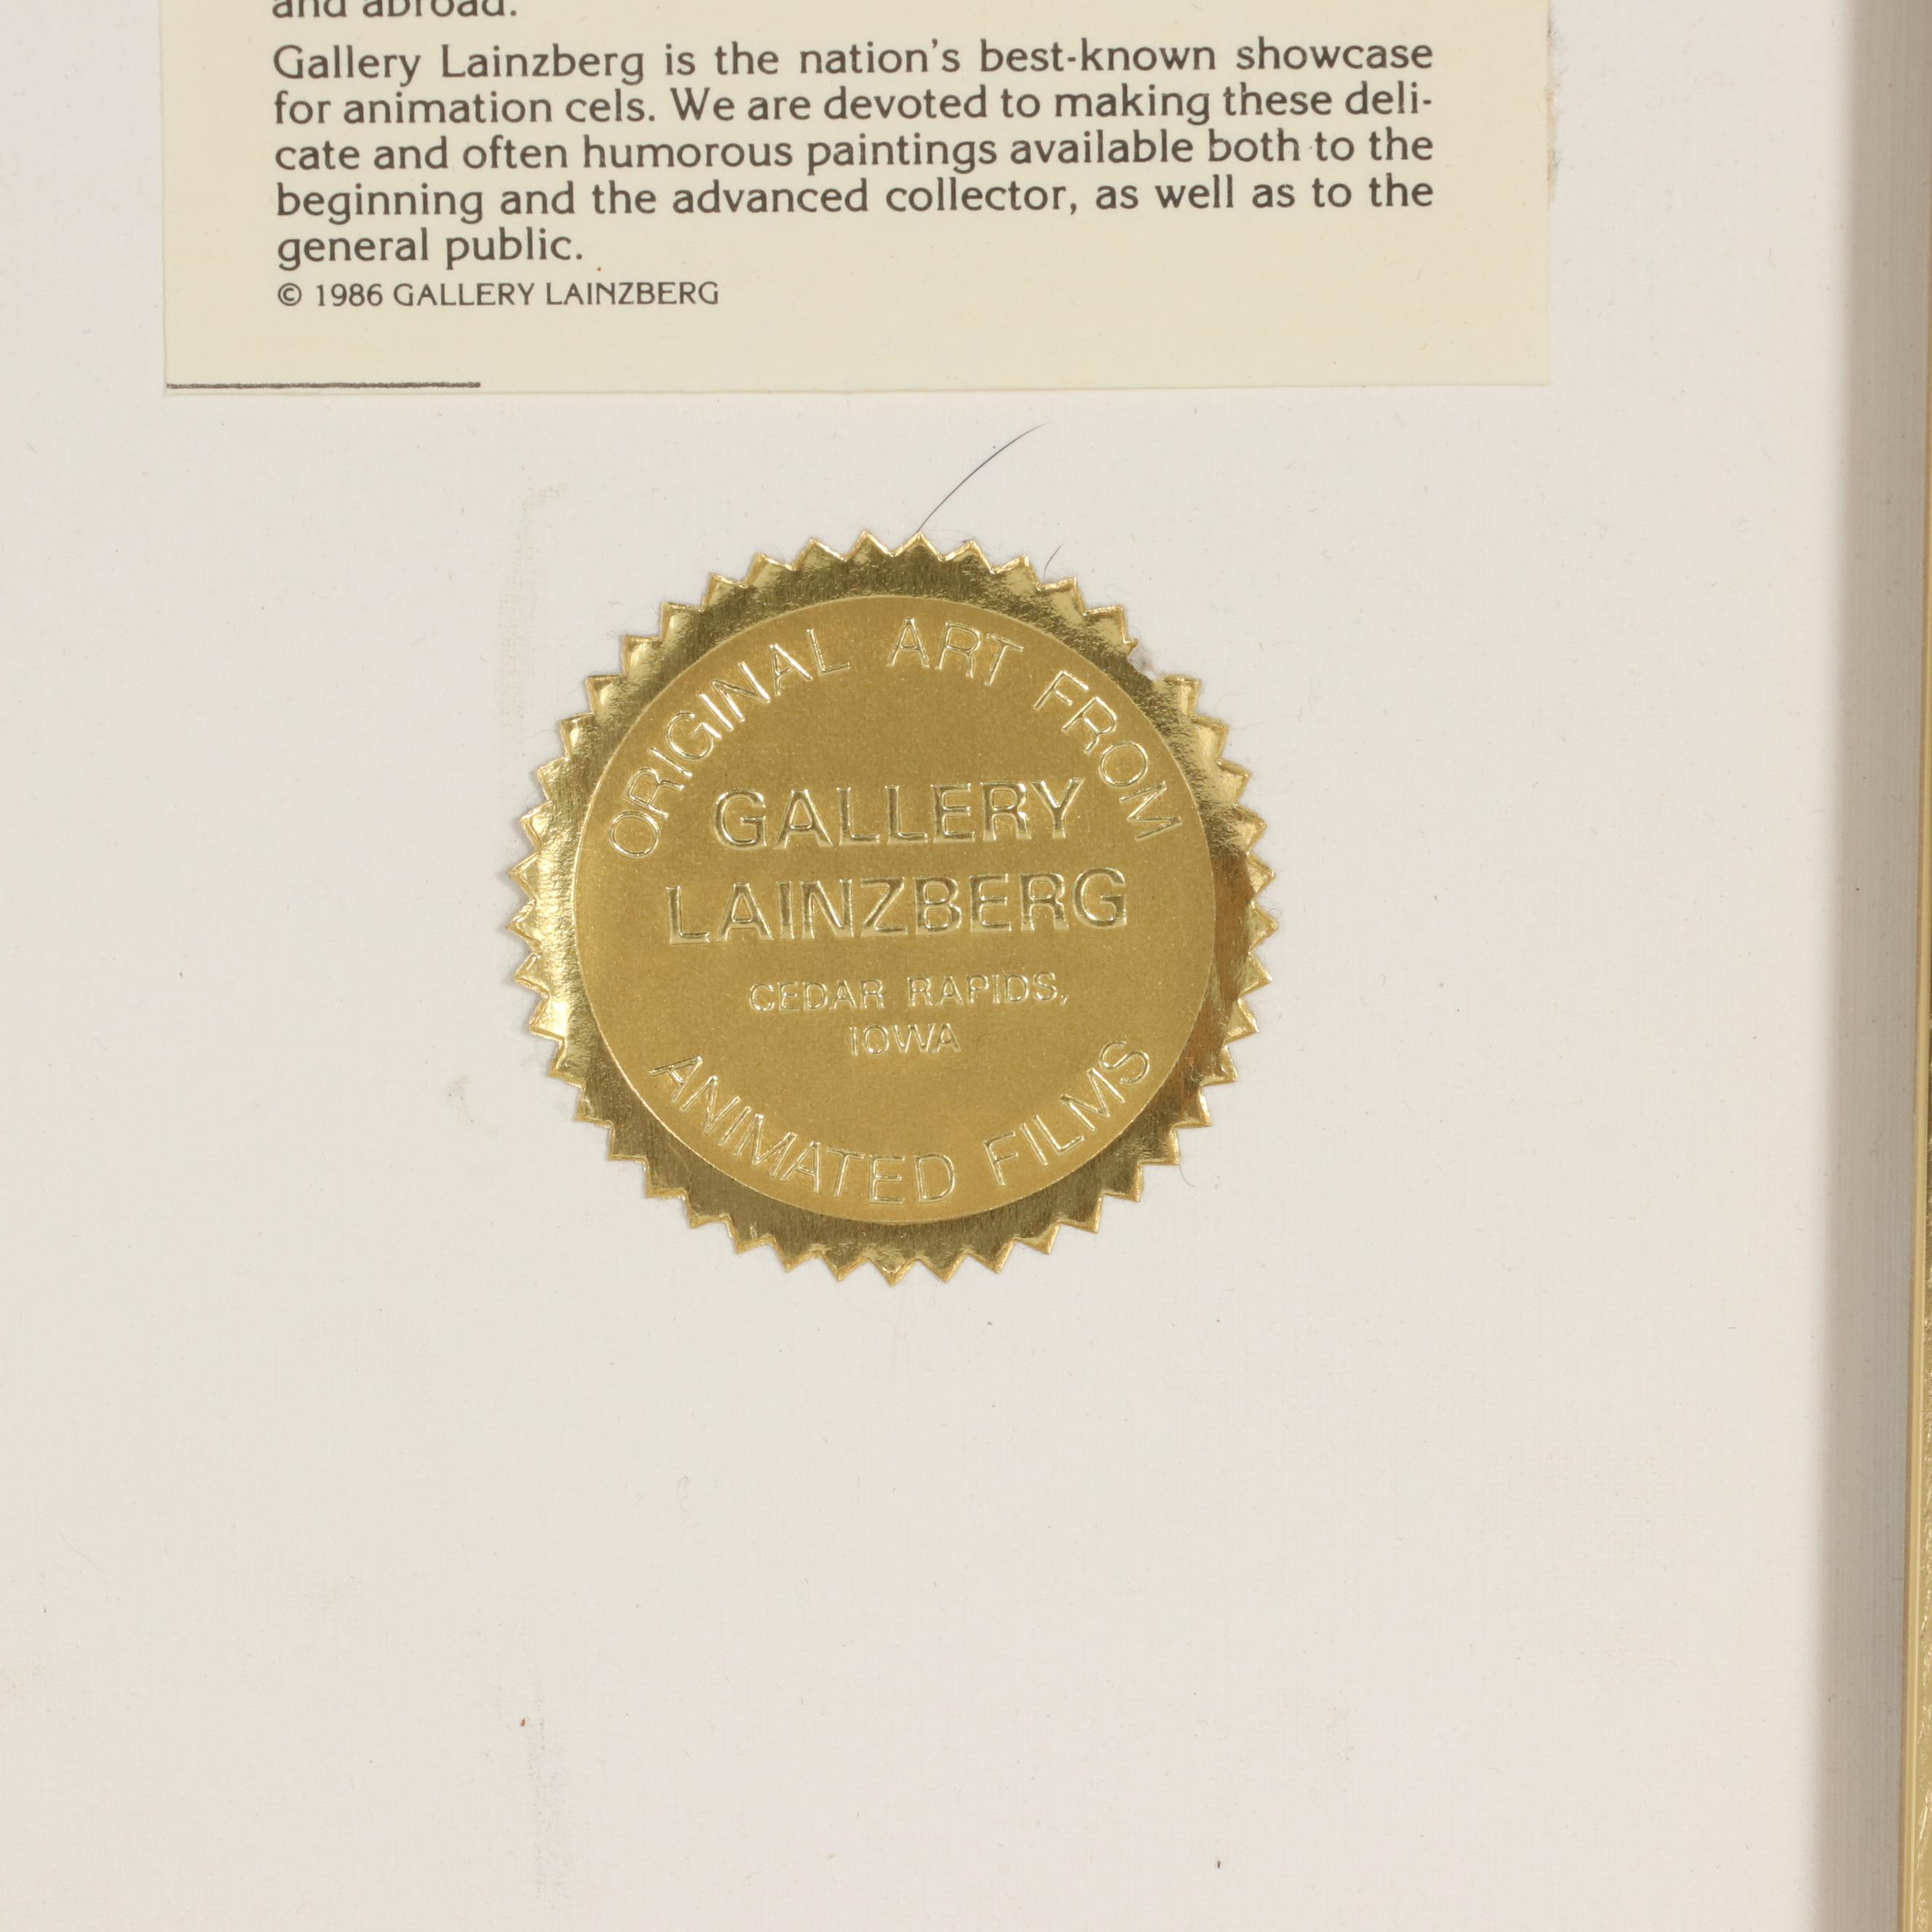 and abroad.
Gallery Lainzberg is the nation's best-known showcase
for animation cels. We are devoted to making these deli-
cate and often humorous paintings available both to the
beginning and the advanced collector, as well as to the
general public.
© 1986 GALLERY LAINZBERG
ORIGINAL ART FROM
GALLERY
LAINZBERG
CEDAR RAPIDS,
IOWA
ANIMATED FILMS